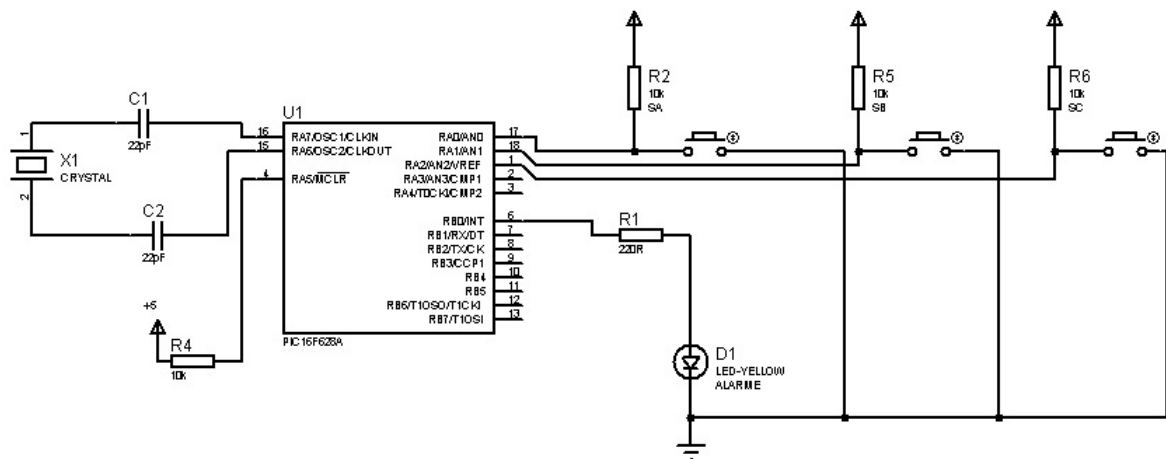 R2
10k
SA
R5
10k
SB
R6
10k
SC
C1
22pF
U1
1
X1
CRYSTAL
2
16
RA7/OSC1/CLKIN
RA0/AN0
17
15
RA6/OSC2/CLKOUT
RA1/AN1
18
RA2/AN2/VREF
1
4
RA5/MCLR
RA3/AN3/CMP1
2
RA4/T0CKI/CMP2
3
C2
22pF
RB0/INT
6
RB1/RX/DT
7
RB2/TX/CK
8
RB3/CCP1
9
RB4
10
RB5
11
RB6/T1OSO/T1CKI
12
RB7/T1OSI
13
R1
220R
+5
R4
10k
PIC16F628A
D1
LED-YELLOW
ALARME